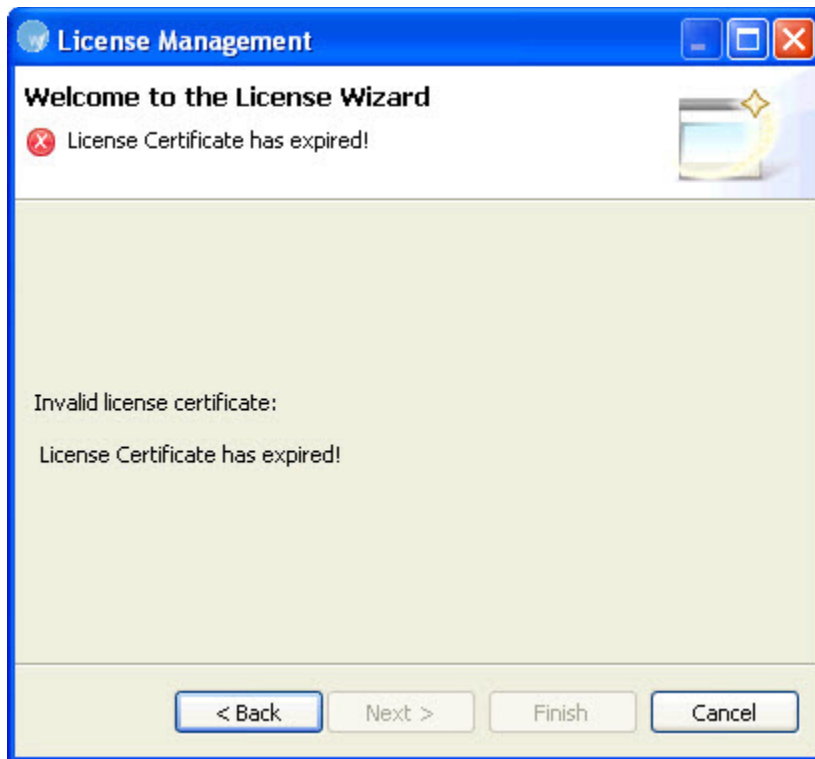 License Management
Welcome to the License Wizard
License Certificate has expired!
Invalid license certificate:
License Certificate has expired!
< Back Next > Finish Cancel